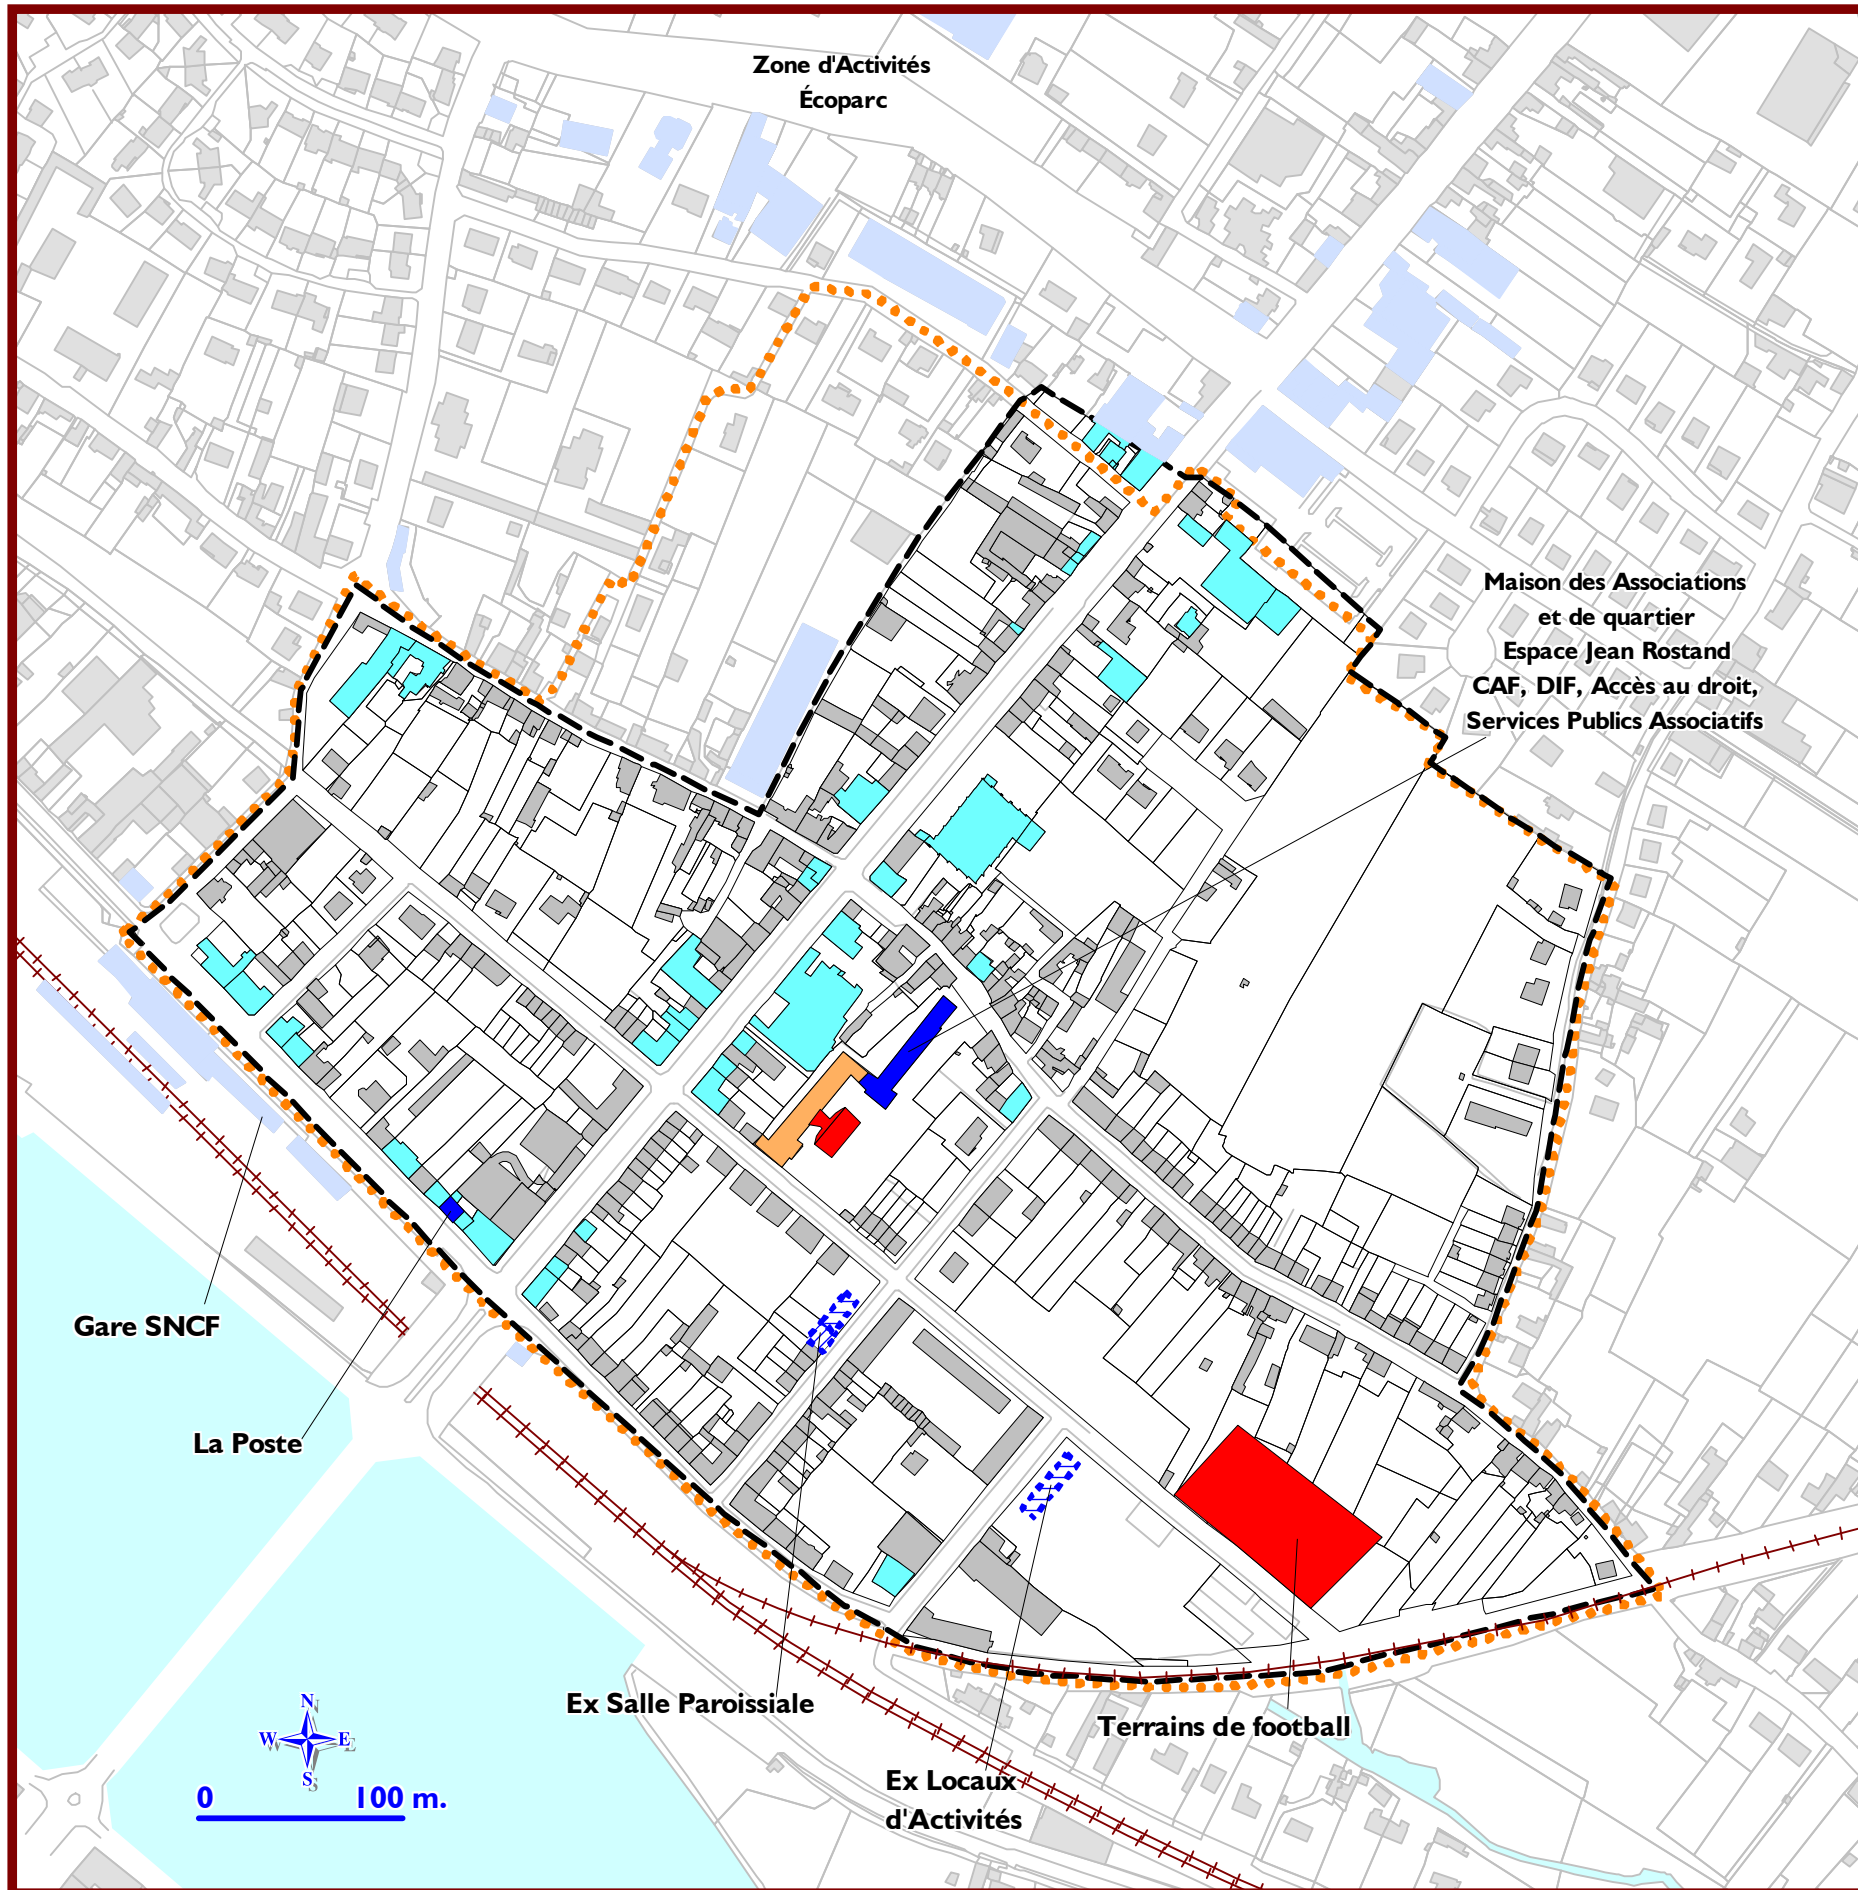 Zone d'Activités
Écoparc
Maison des Associations
et de quartier
Espace Jean Rostand
CAF, DIF, Accès au droit,
Services Publics Associatifs
Gare SNCF
La Poste
Ex Salle Paroissiale
Terrains de football
Ex Locaux
d'Activités
N
W E
S
0 100 m.